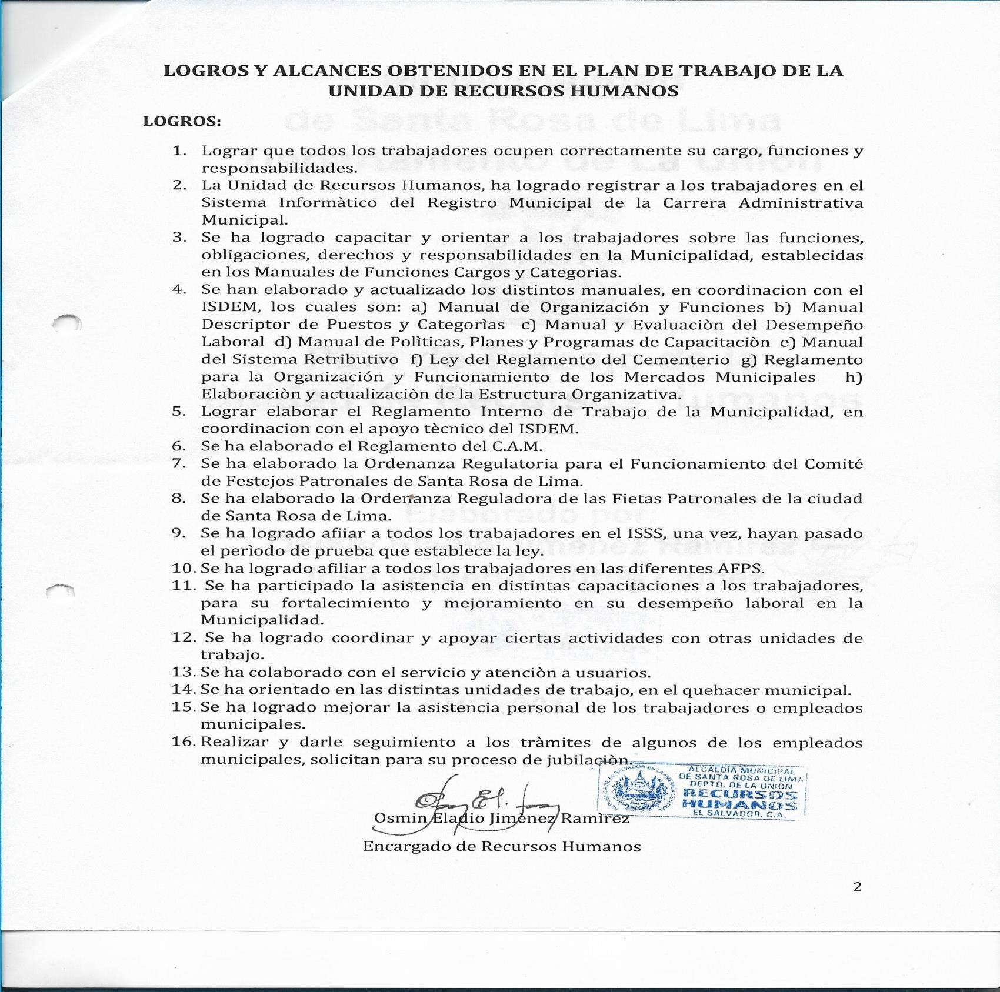 LOGROS Y ALCANCES OBTENIDOS EN EL PLAN DE TRABAJO DE LA
UNIDAD DE RECURSOS HUMANOS
LOGROS:
1. Lograr que todos los trabajadores ocupen correctamente su cargo, funciones y
responsabilidades.
2. La Unidad de Recursos Humanos, ha logrado registrar a los trabajadores en el
Sistema Informàtico del Registro Municipal de la Carrera Administrativa
Municipal.
3. Se ha logrado capacitar y orientar a los trabajadores sobre las funciones,
obligaciones, derechos y responsabilidades en la Municipalidad, establecidas
en los Manuales de Funciones Cargos y Categorias.
4. Se han elaborado y actualizado los distintos manuales, en coordinacion con el
ISDEM, los cuales son: a) Manual de Organización y Funciones b) Manual
Descriptor de Puestos y Categorìas c) Manual y Evaluaciòn del Desempeño
Laboral d) Manual de Polìticas, Planes y Programas de Capacitaciòn e) Manual
del Sistema Retributivo f) Ley del Reglamento del Cementerio g) Reglamento
para la Organización y Funcionamiento de los Mercados Municipales h)
Elaboraciòn y actualizaciòn de la Estructura Organizativa.
5. Lograr elaborar el Reglamento Interno de Trabajo de la Municipalidad, en
coordinacion con el apoyo tècnico del ISDEM.
6. Se ha elaborado el Reglamento del C.A.M.
7. Se ha elaborado la Ordenanza Regulatoria para el Funcionamiento del Comité
de Festejos Patronales de Santa Rosa de Lima.
8. Se ha elaborado la Ordenanza Reguladora de las Fietas Patronales de la ciudad
de Santa Rosa de Lima.
9. Se ha logrado afiiar a todos los trabajadores en el ISSS, una vez, hayan pasado
el perìodo de prueba que establece la ley.
10. Se ha logrado afiliar a todos los trabajadores en las diferentes AFPS.
11. Se ha participado la asistencia en distintas capacitaciones a los trabajadores,
para su fortalecimiento y mejoramiento en su desempeño laboral en la
Municipalidad.
12. Se ha logrado coordinar y apoyar ciertas actividades con otras unidades de
trabajo.
13. Se ha colaborado con el servicio y atenciòn a usuarios.
14. Se ha orientado en las distintas unidades de trabajo, en el quehacer municipal.
15. Se ha logrado mejorar la asistencia personal de los trabajadores o empleados
municipales.
16. Realizar y darle seguimiento a los tràmites de algunos de los empleados
municipales, solicitan para su proceso de jubilaciòn.
ALCALDIA MUNICIPAL
DE SANTA ROSA DE LIMA
DEPTO. DE LA UNION
RECURSOS
HUMANOS
EL SALVADOR, C.A.
Osmin Eladio Jimènez Ramìrez
Encargado de Recursos Humanos
2